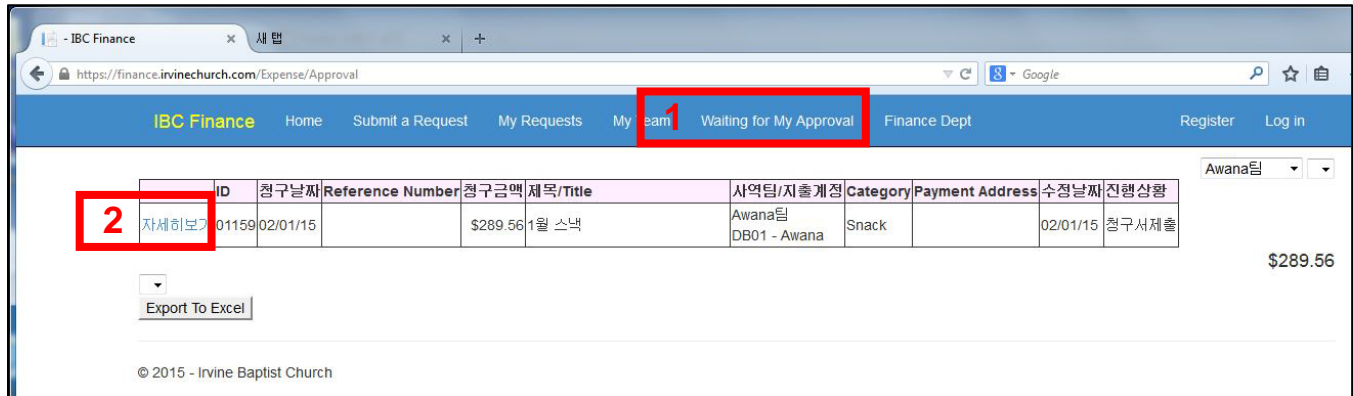 - IBC Finance × 새 탭 × +
https://finance.irvinechurch.com/Expense/Approval Google
IBC Finance Home Submit a Request My Requests My Team 1 Waiting for My Approval Finance Dept Register Log in
Awana팀
ID 청구날짜 Reference Number 청구금액 제목/Title 사역팀/지출계정 Category Payment Address 수정날짜 진행상황
2 자세히보기 01159 02/01/15 $289.56 1월 스낵 Awana팀 Snack 02/01/15 청구서제출
DB01 - Awana
$289.56
Export To Excel
© 2015 - Irvine Baptist Church